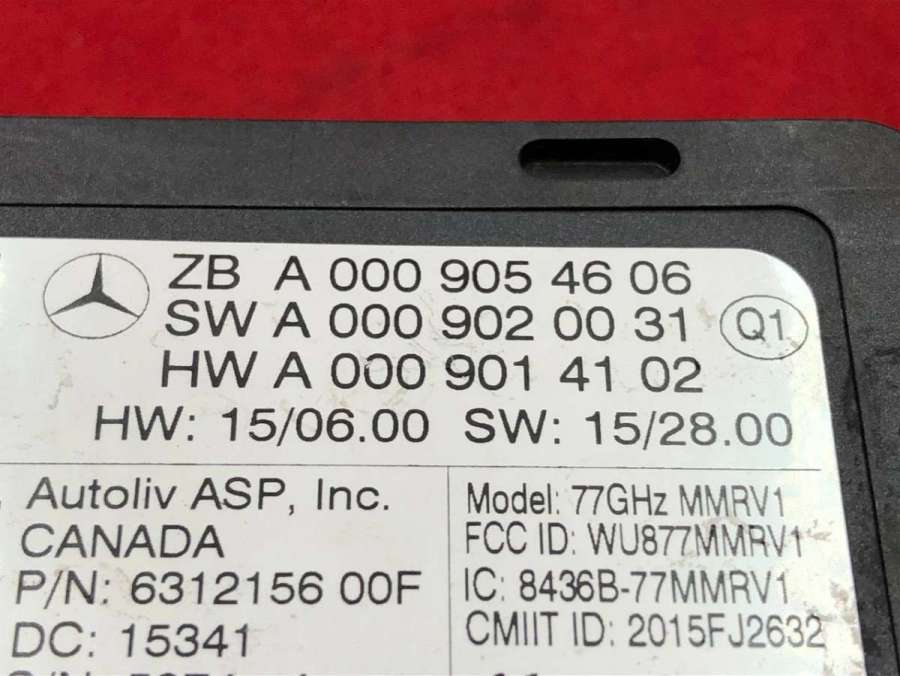 ZB A 000 905 46 06
SW A 000 902 00 31
Q1
HW A 000 901 41 02
HW: 15/06.00 SW: 15/28.00
Autoliv ASP, Inc.
CANADA
P/N: 6312156 00F
DC: 15341
Model: 77GHz MMRV1
FCC ID: WU877MMRV1
IC: 8436B-77MMRV1
CMIIT ID: 2015FJ2632